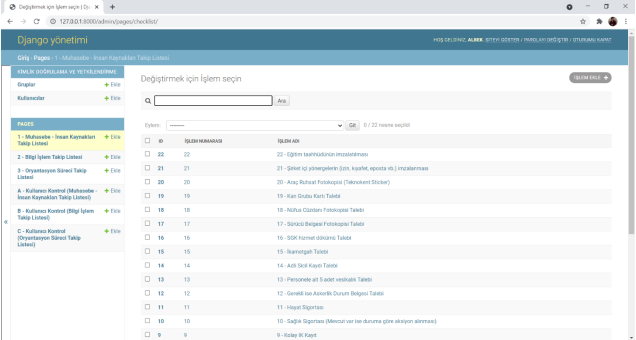 Değiştirmek için İşlem seçin | Dja
127.0.0.1:8000/admin/pages/checklist/
Django yönetimi
HOŞ GELDİNİZ, ALBEK. SİTEYİ GÖSTER / PAROLAYI DEĞİŞTİR / OTURUMU KAPAT
Giriş › Pages › 1 - Muhasebe - İnsan Kaynakları Takip Listesi
KİMLİK DOĞRULAMA VE YETKİLENDİRME
Gruplar + Ekle
Kullanıcılar + Ekle
PAGES
1 - Muhasebe - İnsan Kaynakları Takip Listesi + Ekle
2 - Bilgi İşlem Takip Listesi + Ekle
3 - Oryantasyon Süreci Takip Listesi + Ekle
A - Kullanıcı Kontrol (Muhasebe - İnsan Kaynakları Takip Listesi) + Ekle
B - Kullanıcı Kontrol (Bilgi İşlem Takip Listesi) + Ekle
C - Kullanıcı Kontrol (Oryantasyon Süreci Takip Listesi) + Ekle
«
Değiştirmek için İşlem seçin
İŞLEM EKLE +
Ara
Eylem: --------- Git 0 / 22 nesne seçildi
ID İŞLEM NUMARASI İŞLEM ADI
22 22 22 - Eğitim taahhüdünün imzalatılması
21 21 21 - Şirket içi yönergelerin (izin, kıyafet, eposta vb.) imzalanması
20 20 20 - Araç Ruhsat Fotokopisi (Teknokent Sticker)
19 19 19 - Kan Grubu Kartı Talebi
18 18 18 - Nüfus Cüzdanı Fotokopisi Talebi
17 17 17 - Sürücü Belgesi Fotokopisi Talebi
16 16 16 - SGK hizmet dökümü Talebi
15 15 15 - İkametgah Talebi
14 14 14 - Adli Sicil Kaydı Talebi
13 13 13 - Personele ait 5 adet vesikalık Talebi
12 12 12 - Gerekli ise Askerlik Durum Belgesi Talebi
11 11 11 - Hayat Sigortası
10 10 10 - Sağlık Sigortası (Mevcut var ise duruma göre aksiyon alınması)
9 9 9 - Kolay IK Kayıt